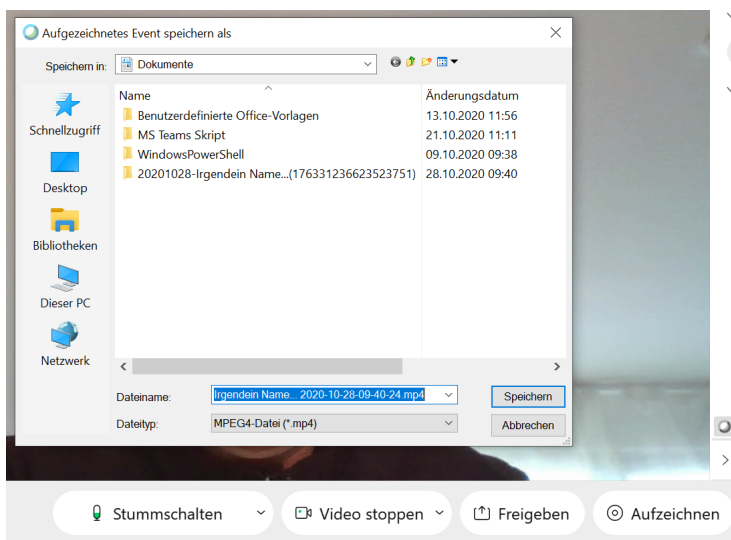 Aufgezeichnetes Event speichern als
Speichern in: Dokumente
Name Änderungsdatum
Benutzerdefinierte Office-Vorlagen 13.10.2020 11:56
MS Teams Skript 21.10.2020 11:11
WindowsPowerShell 09.10.2020 09:38
20201028-Irgendein Name...(176331236623523751) 28.10.2020 09:40
Schnellzugriff
Desktop
Bibliotheken
Dieser PC
Netzwerk
Dateiname: Irgendein Name... 2020-10-28-09-40-24.mp4 Speichern
Dateityp: MPEG4-Datei (*.mp4) Abbrechen
Stummschalten Video stoppen Freigeben Aufzeichnen